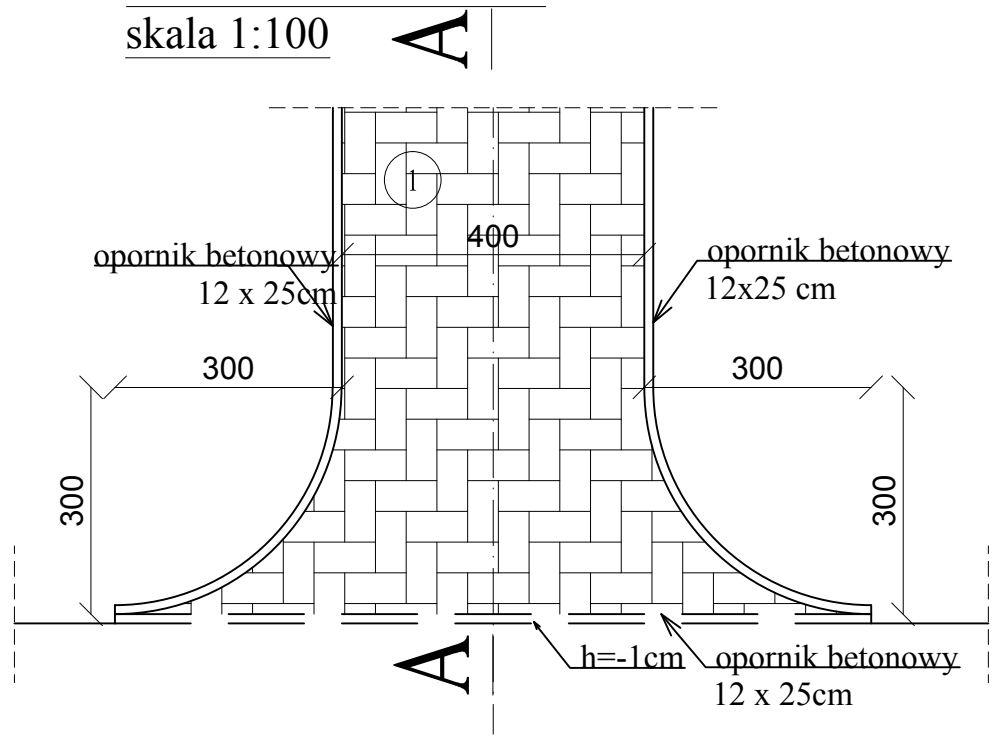 skala 1:100
A
1
400
opornik betonowy
12 x 25cm
opornik betonowy
12x25 cm
300
300
300
300
A
h=-1cm
opornik betonowy
12 x 25cm